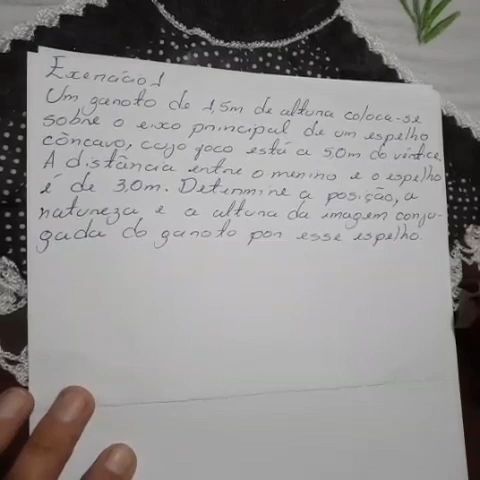 Exercício 1
Um garoto de 1,5m de altura coloca-se
sobre o eixo principal de um espelho
côncavo, cujo foco está a 5,0m do vértice.
A distância entre o menino e o espelho
é de 3,0m. Determine a posição, a
natureza e a altura da imagem conju-
gada do garoto por esse espelho.